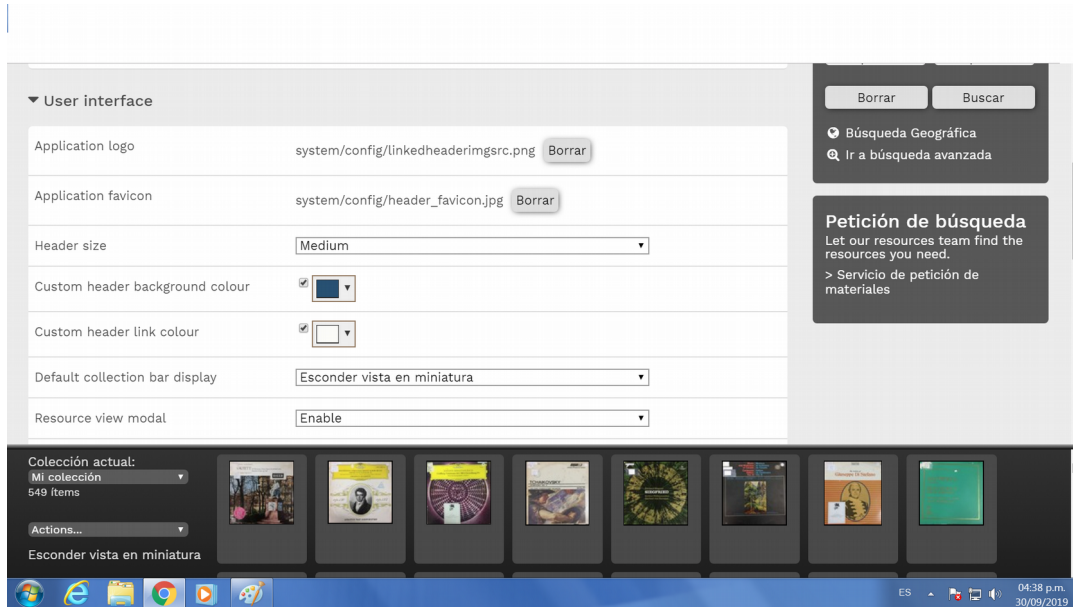 User interface
Application logo
system/config/linkedheaderimgsrc.png Borrar
Application favicon
system/config/header_favicon.jpg Borrar
Header size
Medium
Custom header background colour
Custom header link colour
Default collection bar display
Esconder vista en miniatura
Resource view modal
Enable
Borrar
Buscar
Búsqueda Geográfica
Ir a búsqueda avanzada
Petición de búsqueda
Let our resources team find the
resources you need.
> Servicio de petición de
materiales
Colección actual:
Mi colección
549 ítems
Actions...
Esconder vista en miniatura
TCHAIKOVSKY
ES
04:38 p.m.
30/09/2019